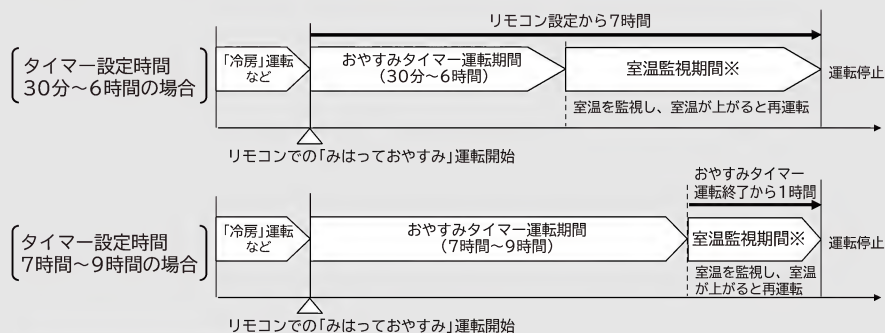 リモコン設定から7時間
タイマー設定時間
30分～6時間の場合
「冷房」運転
など
おやすみタイマー運転期間
（30分～6時間）
室温監視期間※
運転停止
室温を監視し、室温が上がると再運転
リモコンでの「みはっておやすみ」運転開始
おやすみタイマー
運転終了から1時間
タイマー設定時間
7時間～9時間の場合
「冷房」運転
など
おやすみタイマー運転期間
（7時間～9時間）
室温監視期間※
運転停止
室温を監視し、室温
が上がると再運転
リモコンでの「みはっておやすみ」運転開始